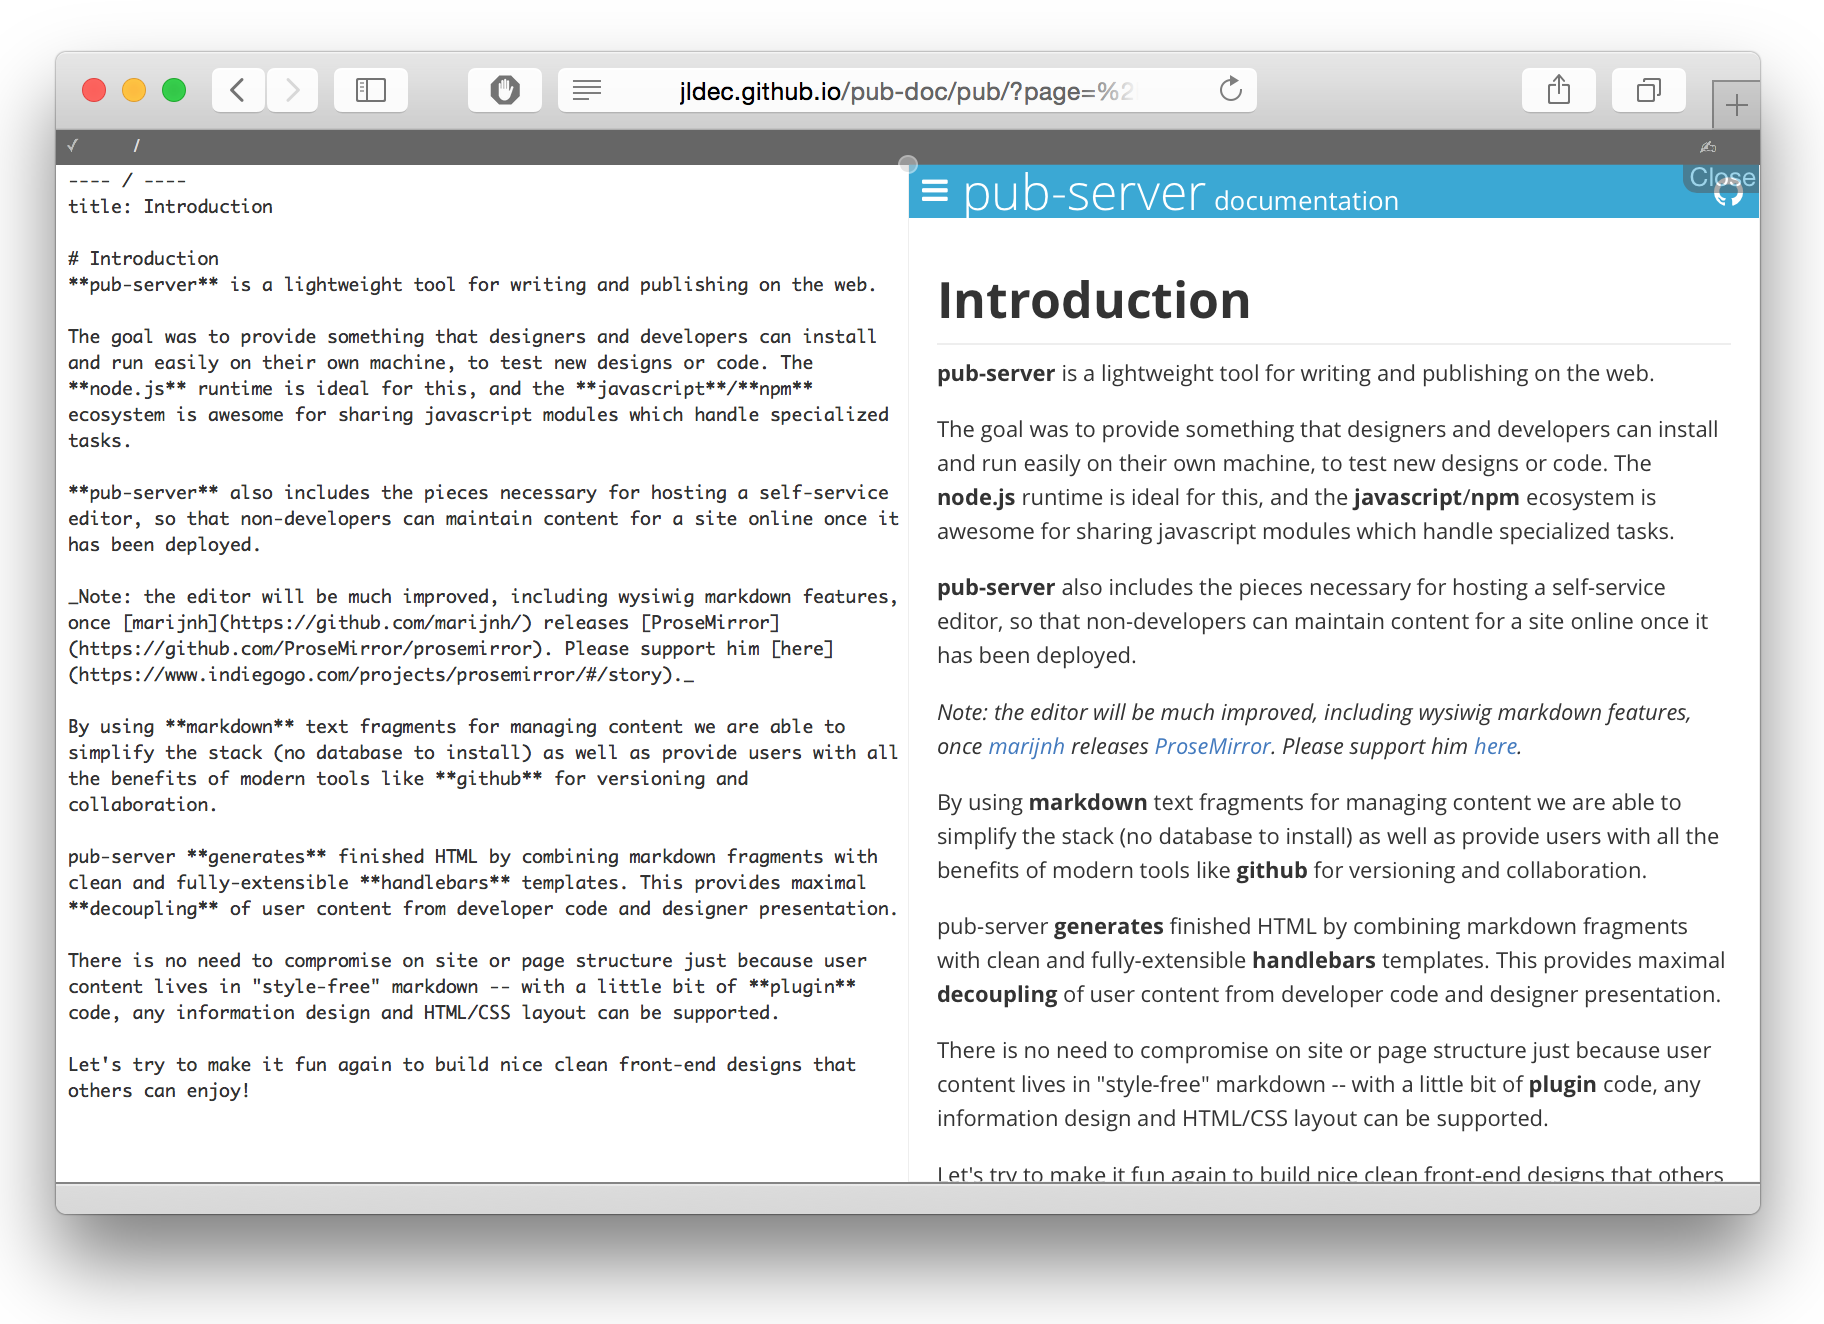 jldec.github.io/pub-doc/pub/?page=%2
✓ /
---- / ----
title: Introduction
# Introduction
**pub-server** is a lightweight tool for writing and publishing on the web.
The goal was to provide something that designers and developers can install
and run easily on their own machine, to test new designs or code. The
**node.js** runtime is ideal for this, and the **javascript**/**npm**
ecosystem is awesome for sharing javascript modules which handle specialized
tasks.
**pub-server** also includes the pieces necessary for hosting a self-service
editor, so that non-developers can maintain content for a site online once it
has been deployed.
_Note: the editor will be much improved, including wysiwig markdown features,
once [marijnh](https://github.com/marijnh/) releases [ProseMirror]
(https://github.com/ProseMirror/prosemirror). Please support him [here]
(https://www.indiegogo.com/projects/prosemirror/#/story)._
By using **markdown** text fragments for managing content we are able to
simplify the stack (no database to install) as well as provide users with all
the benefits of modern tools like **github** for versioning and
collaboration.
pub-server **generates** finished HTML by combining markdown fragments with
clean and fully-extensible **handlebars** templates. This provides maximal
**decoupling** of user content from developer code and designer presentation.
There is no need to compromise on site or page structure just because user
content lives in "style-free" markdown -- with a little bit of **plugin**
code, any information design and HTML/CSS layout can be supported.
Let's try to make it fun again to build nice clean front-end designs that
others can enjoy!
pub-server documentation
Close
Introduction
pub-server is a lightweight tool for writing and publishing on the web.
The goal was to provide something that designers and developers can install
and run easily on their own machine, to test new designs or code. The
node.js runtime is ideal for this, and the javascript/npm ecosystem is
awesome for sharing javascript modules which handle specialized tasks.
pub-server also includes the pieces necessary for hosting a self-service
editor, so that non-developers can maintain content for a site online once it
has been deployed.
Note: the editor will be much improved, including wysiwig markdown features,
once marijnh releases ProseMirror. Please support him here.
By using markdown text fragments for managing content we are able to
simplify the stack (no database to install) as well as provide users with all the
benefits of modern tools like github for versioning and collaboration.
pub-server generates finished HTML by combining markdown fragments
with clean and fully-extensible handlebars templates. This provides maximal
decoupling of user content from developer code and designer presentation.
There is no need to compromise on site or page structure just because user
content lives in "style-free" markdown -- with a little bit of plugin code, any
information design and HTML/CSS layout can be supported.
Let's try to make it fun again to build nice clean front-end designs that others